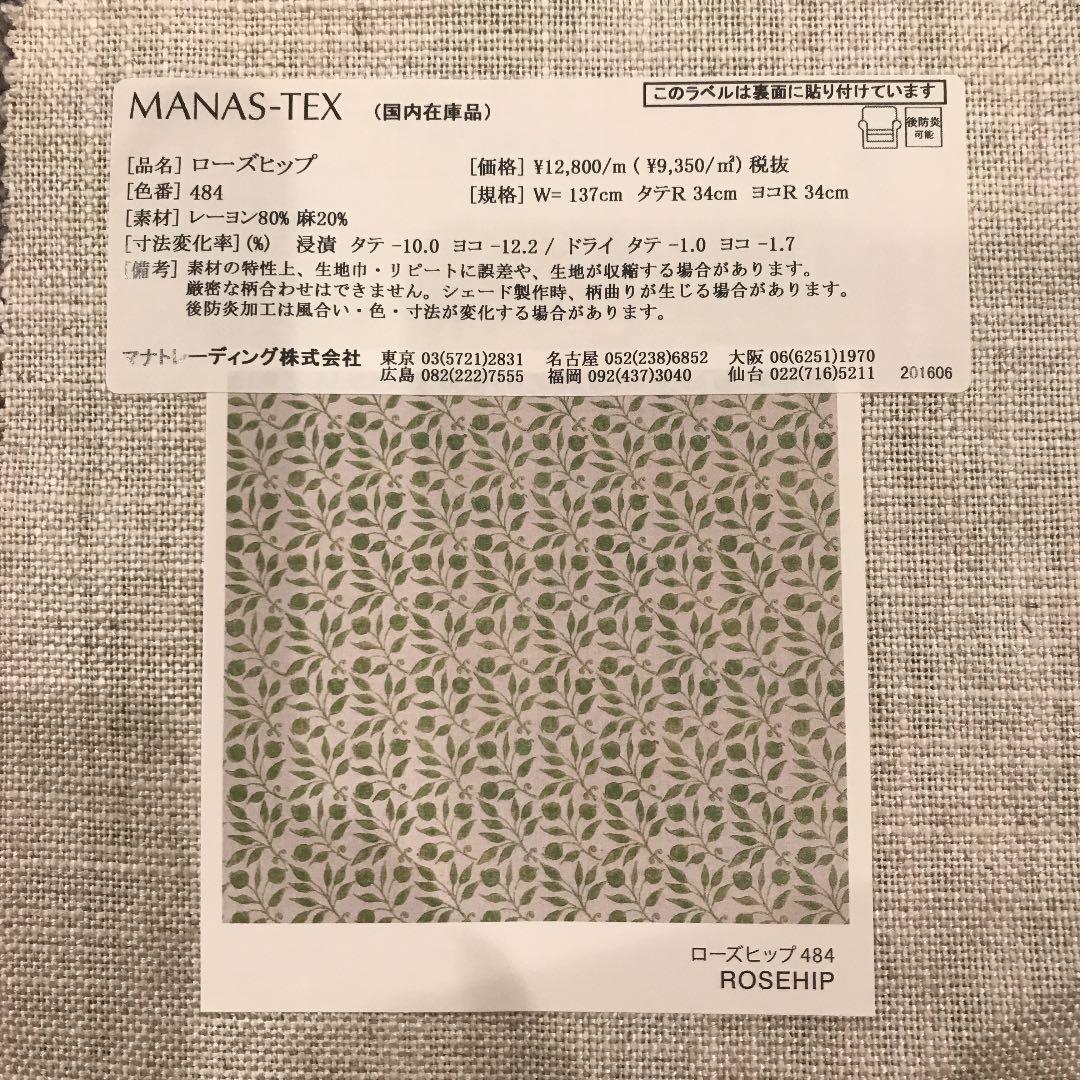 MANAS-TEX (国内在庫品)
このラベルは裏面に貼り付けています
後防炎
可能
[品名] ローズヒップ [価格] ¥12,800/m ( ¥9,350/㎡) 税抜
[色番] 484 [規格] W= 137cm タテR 34cm ヨコR 34cm
[素材] レーヨン80% 麻20%
[寸法変化率] (%) 浸漬 タテ -10.0 ヨコ -12.2 / ドライ タテ -1.0 ヨコ -1.7
[備考] 素材の特性上、生地巾・リピートに誤差や、生地が収縮する場合があります。
厳密な柄合わせはできません。シェード製作時、柄曲りが生じる場合があります。
後防炎加工は風合い・色・寸法が変化する場合があります。
マナトレーディング株式会社 東京 03(5721)2831 名古屋 052(238)6852 大阪 06(6251)1970
広島 082(222)7555 福岡 092(437)3040 仙台 022(716)5211 201606
ローズヒップ 484
ROSEHIP